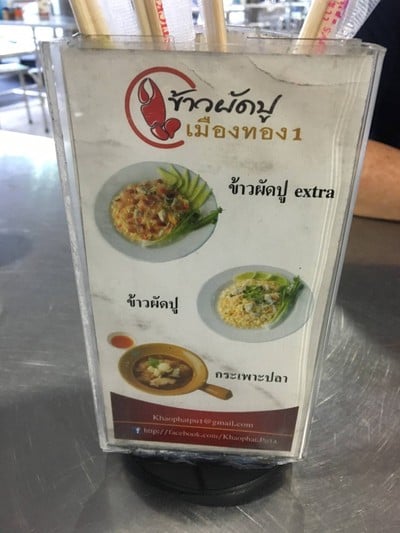 ข้าวผัดปู
เมืองทอง 1
ข้าวผัดปู extra
ข้าวผัดปู
กระเพาะปลา
Khaophatpu1@gmail.com
http://facebook.com/Khaophat.Pu1a